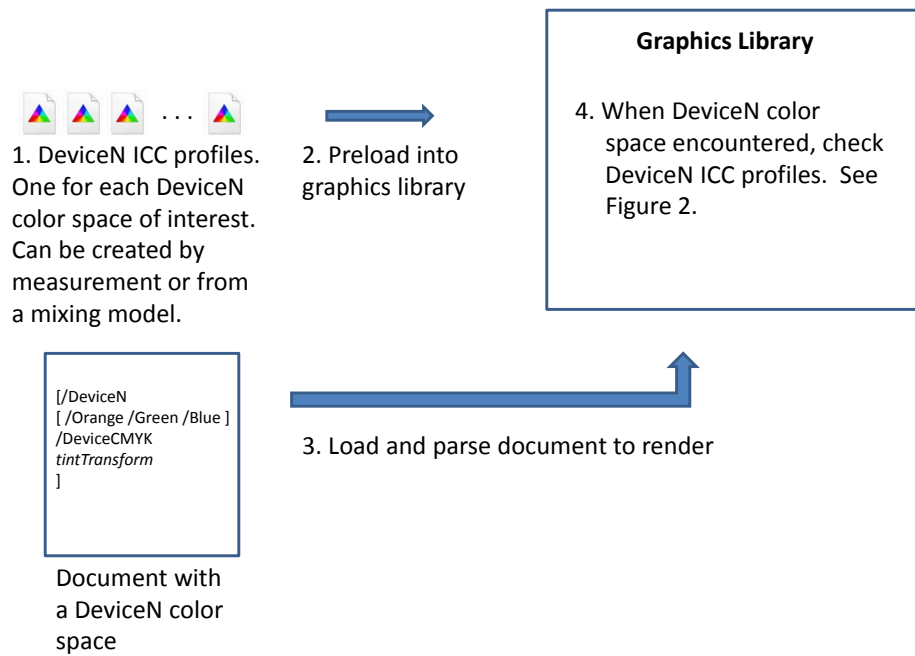 Graphics Library
. . .
1. DeviceN ICC profiles.
One for each DeviceN
color space of interest.
Can be created by
measurement or from
a mixing model.
2. Preload into
graphics library
4. When DeviceN color
space encountered, check
DeviceN ICC profiles.  See
Figure 2.
[/DeviceN
[ /Orange /Green /Blue ]
/DeviceCMYK
tintTransform
]
3. Load and parse document to render
Document with
a DeviceN color
space